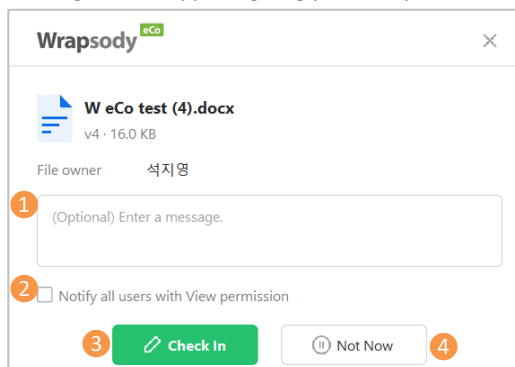 Wrapsody eCo
W eCo test (4).docx
v4 · 16.0 KB
File owner 석지영
1
(Optional) Enter a message.
2
Notify all users with View permission
3 Check In Not Now 4